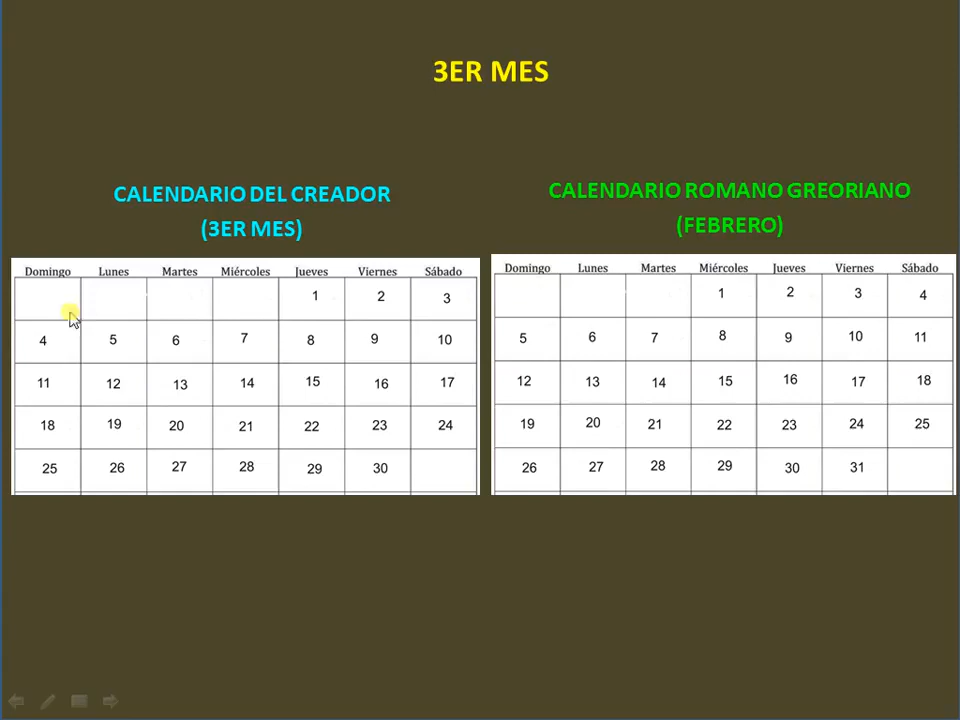 3ER MES
CALENDARIO DEL CREADOR
(3ER MES)
Domingo Lunes Martes Miércoles Jueves Viernes Sábado
1 2 3
4 5 6 7 8 9 10
11 12 13 14 15 16 17
18 19 20 21 22 23 24
25 26 27 28 29 30
CALENDARIO ROMANO GREORIANO
(FEBRERO)
Domingo Lunes Martes Miércoles Jueves Viernes Sábado
1 2 3 4
5 6 7 8 9 10 11
12 13 14 15 16 17 18
19 20 21 22 23 24 25
26 27 28 29 30 31